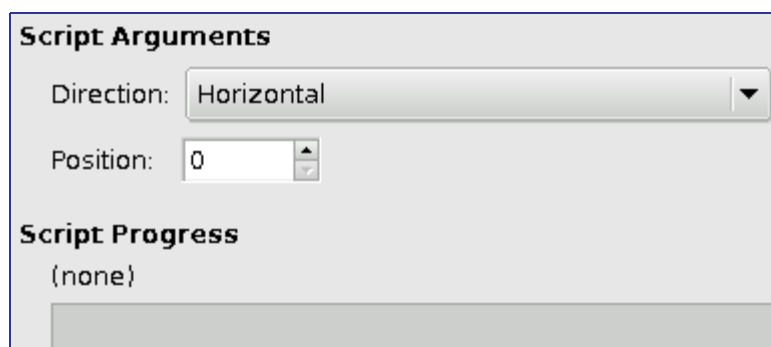 Script Arguments
Direction: Horizontal
Position: 0
Script Progress
(none)